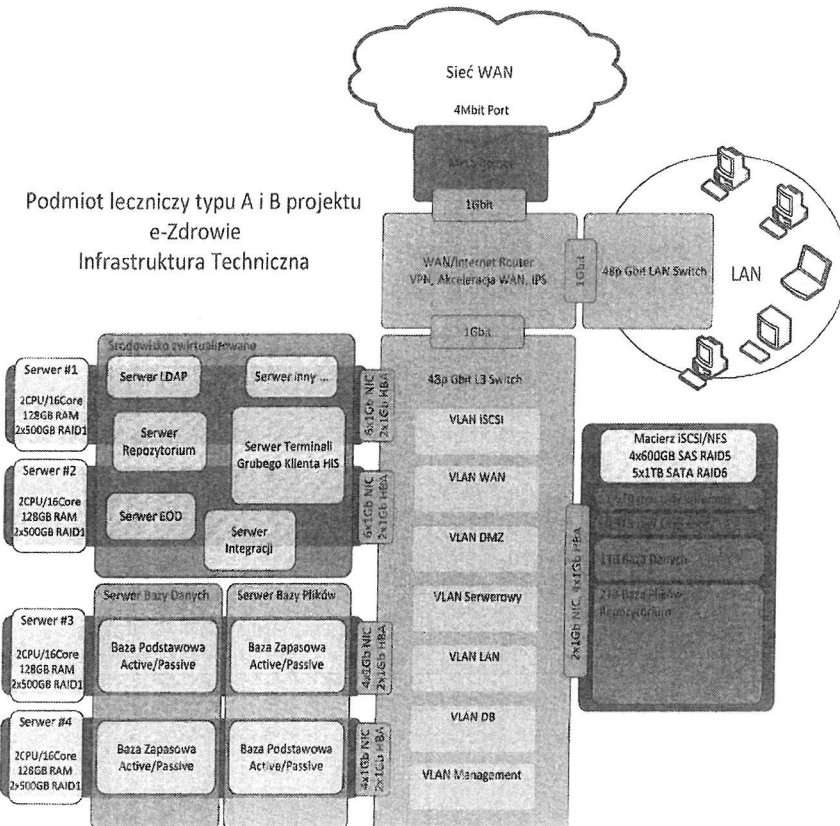 Sieć WAN
4Mbit Port
1Gbit
Podmiot leczniczy typu A i B projektu
e-Zdrowie
Infrastruktura Techniczna
WAN/Internet Router
VPN, Akceleracja WAN, IPS
1Gbit
48p Gbit LAN Switch
LAN
1Gbit
Środowisko zwirtualizowane
Serwer #1
2CPU/16Core
128GB RAM
2x500GB RAID1
Serwer LDAP
Serwer inny ...
Serwer
Repozytorium
Serwer Terminali
Grubego Klienta HIS
6x1Gb NIC
2x1Gb HBA
48p Gbit L3 Switch
VLAN iSCSI
VLAN WAN
VLAN DMZ
VLAN Serwerowy
VLAN LAN
VLAN DB
VLAN Management
Serwer #2
2CPU/16Core
128GB RAM
2x500GB RAID1
Serwer EOD
Serwer
Integracji
6x1Gb NIC
2x1Gb HBA
Macierz iSCSI/NFS
4x600GB SAS RAID5
5x1TB SATA RAID6
1TB Baza Danych
2TB Baza Plików
Repozytorium
2x1Gb NIC, 4x1Gb HBA
Serwer Bazy Danych
Serwer Bazy Plików
Serwer #3
2CPU/16Core
128GB RAM
2x500GB RAID1
Baza Podstawowa
Active/Passive
Baza Zapasowa
Active/Passive
4x1Gb NIC
2x1Gb HBA
Serwer #4
2CPU/16Core
128GB RAM
2x500GB RAID1
Baza Zapasowa
Active/Passive
Baza Podstawowa
Active/Passive
4x1Gb NIC
2x1Gb HBA